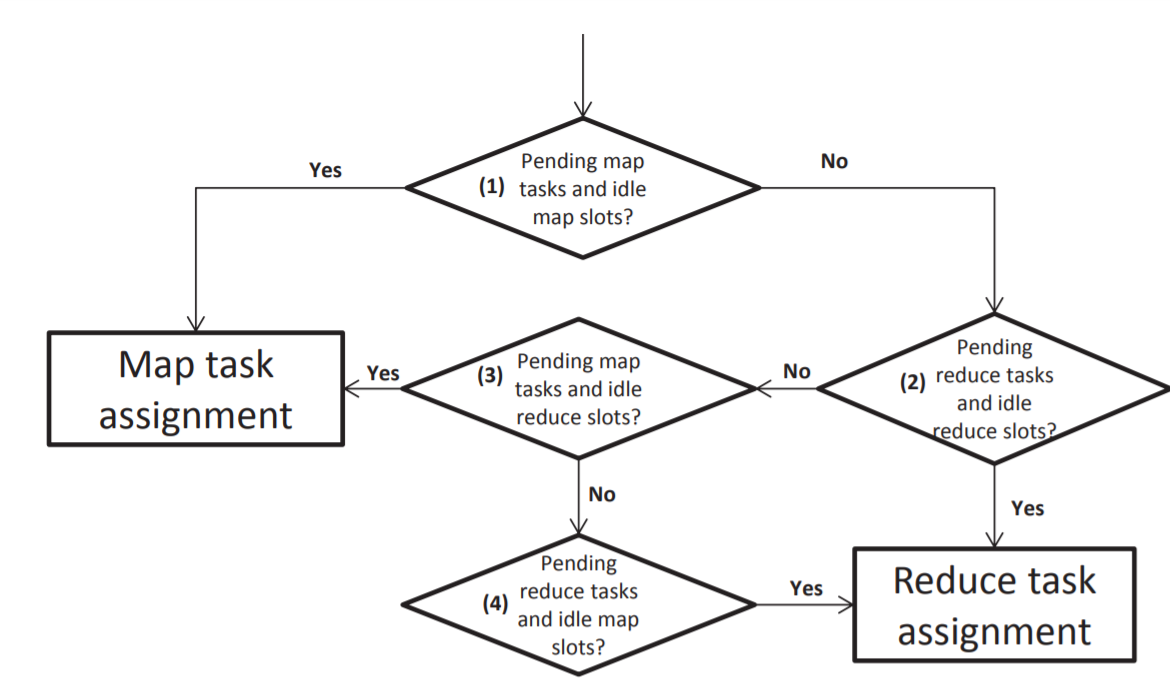 Yes
No
Pending map
(1) tasks and idle
map slots?
Map task
assignment
Yes
Pending map
(3) tasks and idle
reduce slots?
No
Pending
(2) reduce tasks
and idle
reduce slots?
No
Yes
Pending
(4) reduce tasks
and idle map
slots?
Yes
Reduce task
assignment